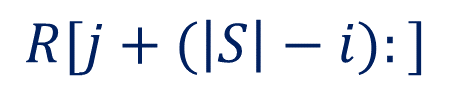 R[j + (|S| − i): ]